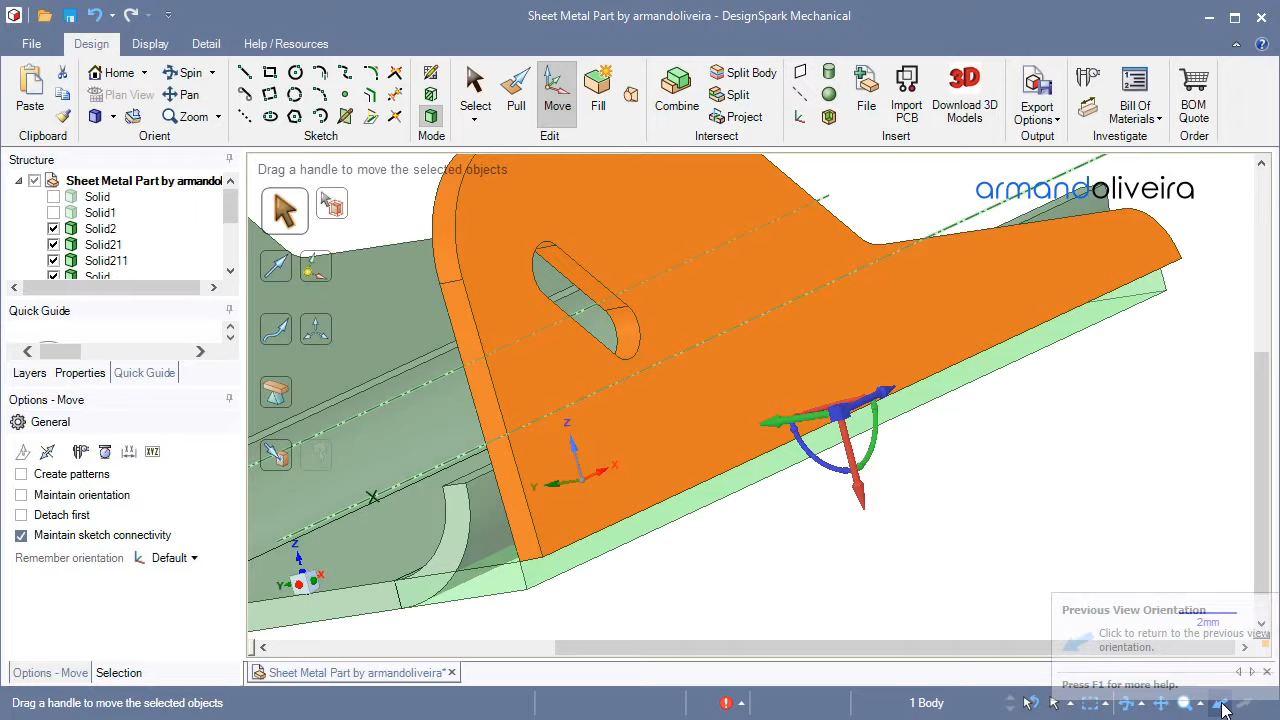 Sheet Metal Part by armandoliveira - DesignSpark Mechanical
File Design Display Detail Help / Resources
Paste
Clipboard
Home
Plan View
Spin
Pan
Zoom
Orient
Sketch
Mode
Select
Pull
Move
Fill
Edit
Combine
Split Body
Split
Project
Intersect
File
Import PCB
3D
Download 3D Models
Insert
Export Options
Output
Bill Of Materials
Investigate
BOM Quote
Order
Structure
Sheet Metal Part by armandol
Solid
Solid1
Solid2
Solid21
Solid211
Solid
Quick Guide
Layers Properties Quick Guide
Options - Move
General
XYZ
Create patterns
Maintain orientation
Detach first
Maintain sketch connectivity
Remember orientation Default
Options - Move Selection
Drag a handle to move the selected objects
armandoliveira
Z
X
Y
X
Z
Y
X
Previous View Orientation
2mm
Click to return to the previous view
orientation.
Press F1 for more help.
Sheet Metal Part by armandoliveira*
Drag a handle to move the selected objects
1 Body